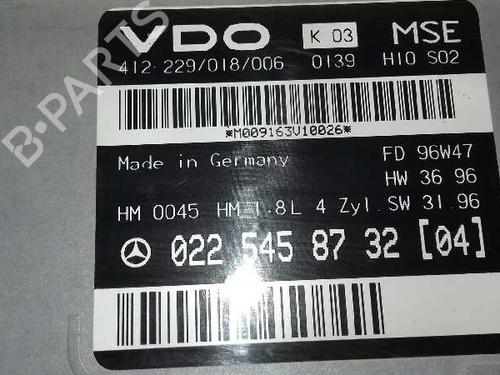 VDO K 03 MSE
412.229/018/006 0139 H10 S02
*M009163V10026*
Made in Germany FD 96W47
HW 36 96
HM 0045 HM 1.8L 4 Zyl. SW 31.96
022 545 87 32 [04]
B-PARTS